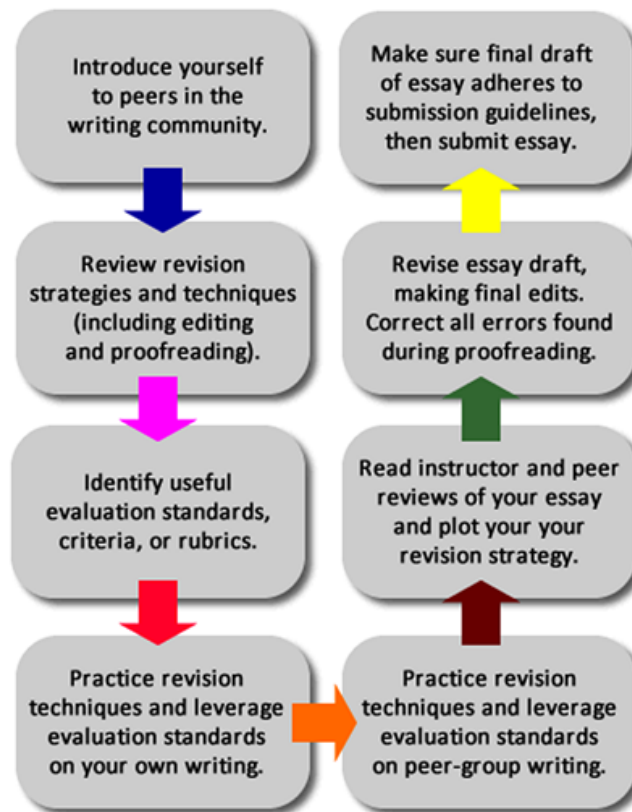 Introduce yourself
to peers in the
writing community.
Review revision
strategies and techniques
(including editing
and proofreading).
Identify useful
evaluation standards,
criteria, or rubrics.
Practice revision
techniques and leverage
evaluation standards
on your own writing.
Practice revision
techniques and leverage
evaluation standards
on peer-group writing.
Read instructor and peer
reviews of your essay
and plot your your
revision strategy.
Revise essay draft,
making final edits.
Correct all errors found
during proofreading.
Make sure final draft
of essay adheres to
submission guidelines,
then submit essay.